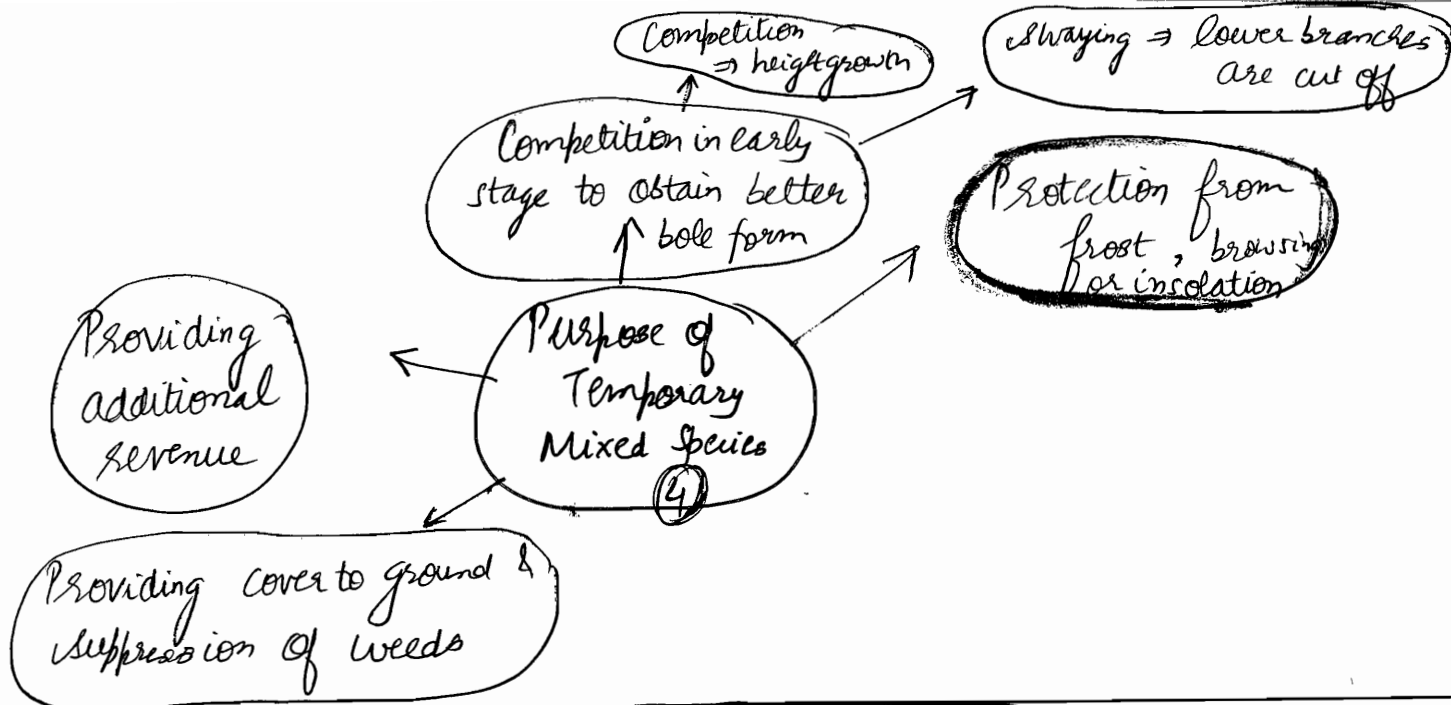 Competition
⇒ height growth
swaying ⇒ lower branches
are cut off
Competition in early
stage to obtain better
bole form
Protection from
frost, browsing
or insolation
Providing
additional
revenue
Purpose of
Temporary
Mixed Species
4
Providing cover to ground &
suppression of weeds